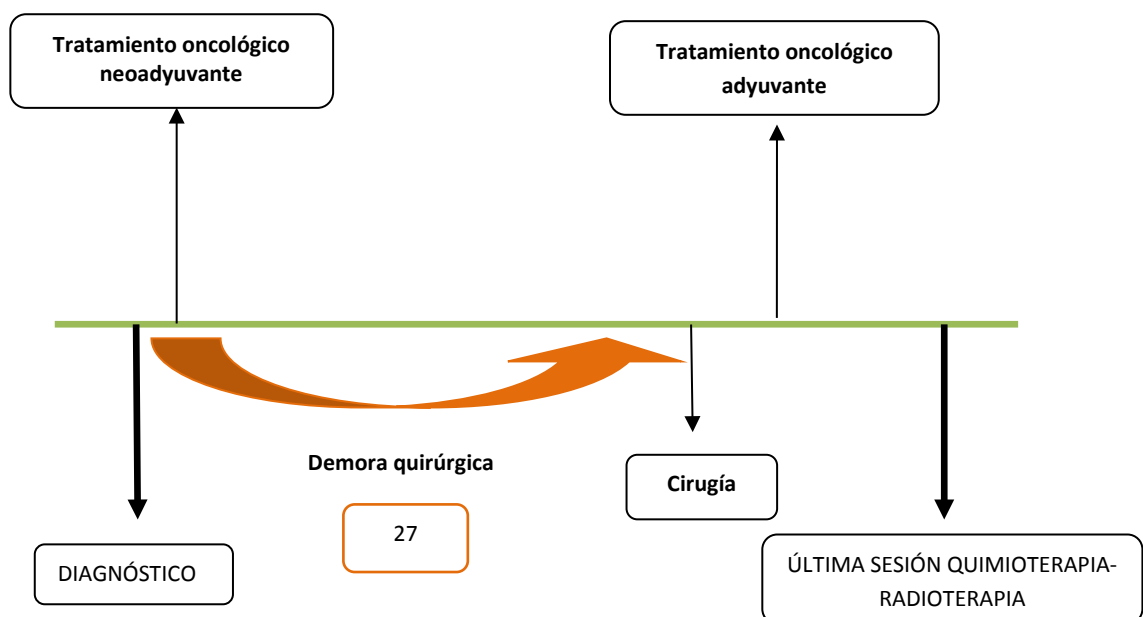 Tratamiento oncológico
neoadyuvante
Tratamiento oncológico
adyuvante
Demora quirúrgica
27
Cirugía
DIAGNÓSTICO
ÚLTIMA SESIÓN QUIMIOTERAPIA-
RADIOTERAPIA